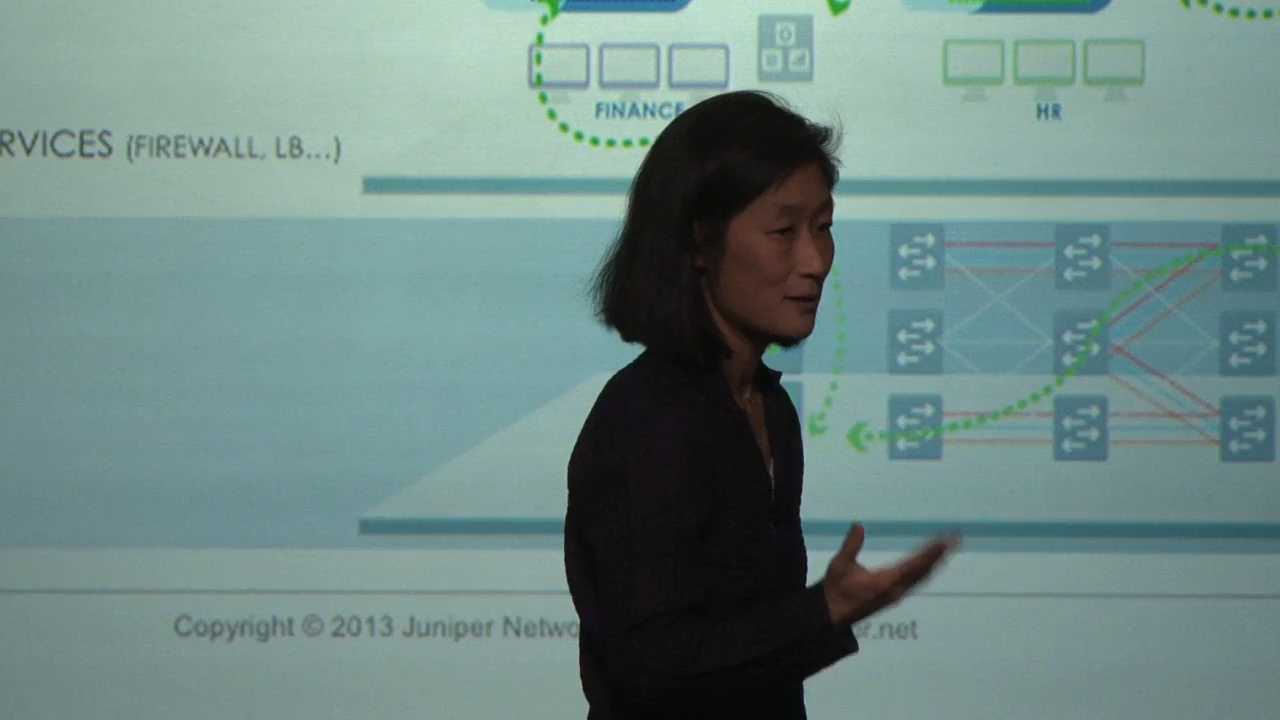 FINANCE
HR
RVICES (FIREWALL, LB...)
Copyright © 2013 Juniper Netwo r.net